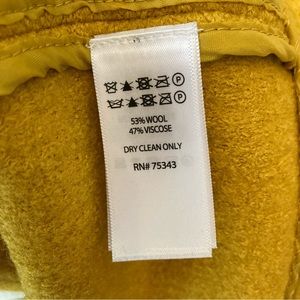 P
P
53% WOOL
47% VISCOSE
DRY CLEAN ONLY
RN# 75343